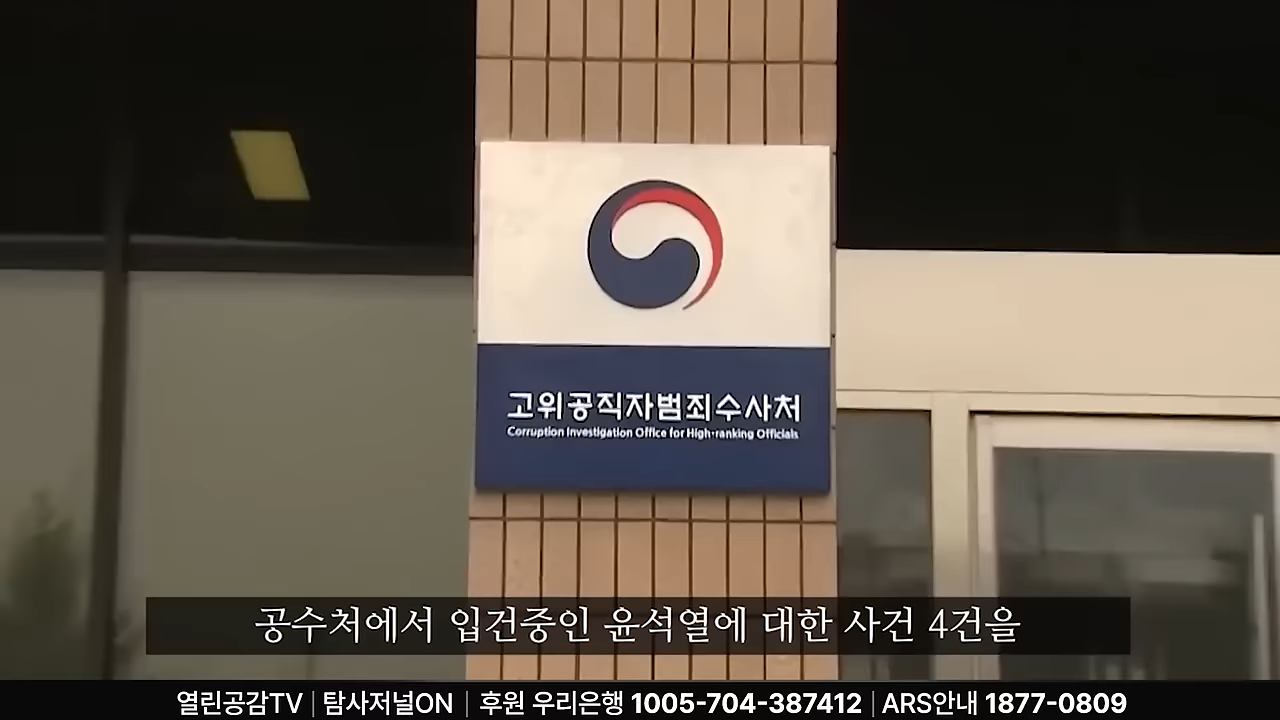 고위공직자범죄수사처
Corruption Investigation Office for High-ranking Officials
공수처에서 입건중인 윤석열에 대한 사건 4건을
열린공감TV | 탐사저널ON | 후원 우리은행 1005-704-387412 | ARS안내 1877-0809